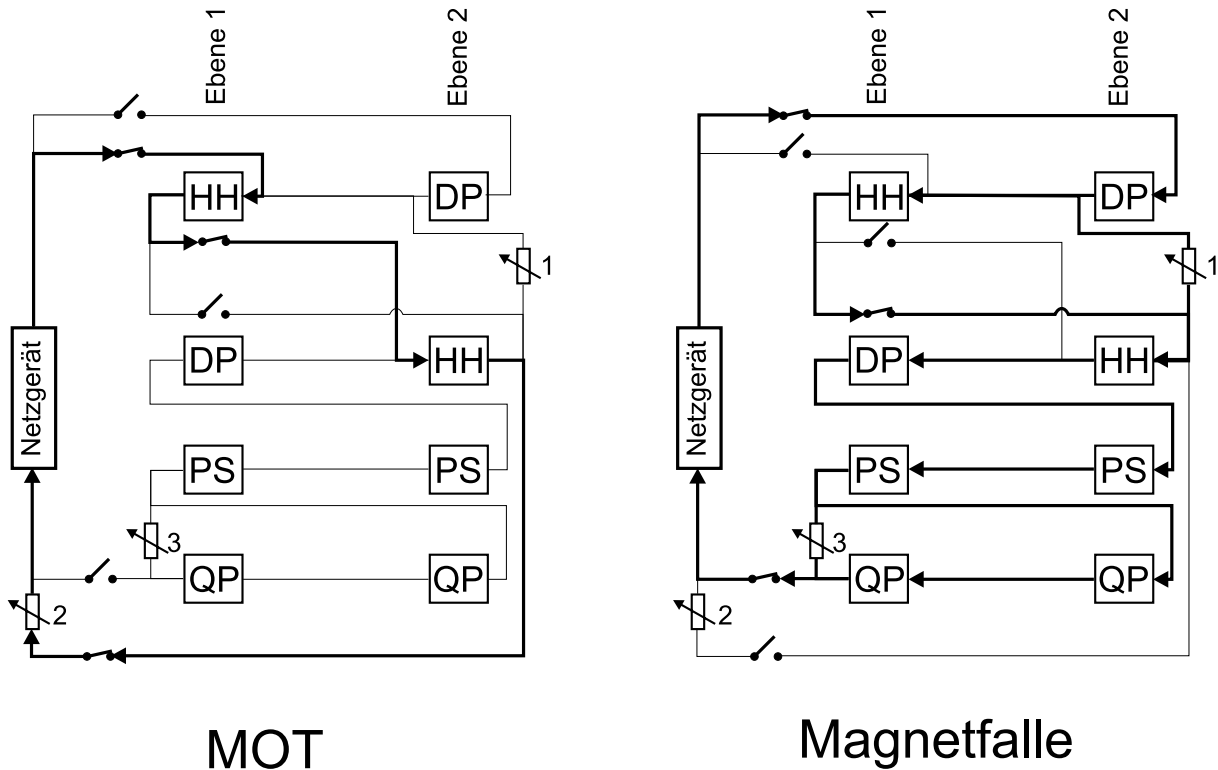 Ebene 1
Ebene 2
HH
DP
1
DP
HH
Netzgerät
PS
PS
3
QP
QP
2
MOT
Ebene 1
Ebene 2
HH
DP
1
DP
HH
Netzgerät
PS
PS
3
QP
QP
2
Magnetfalle